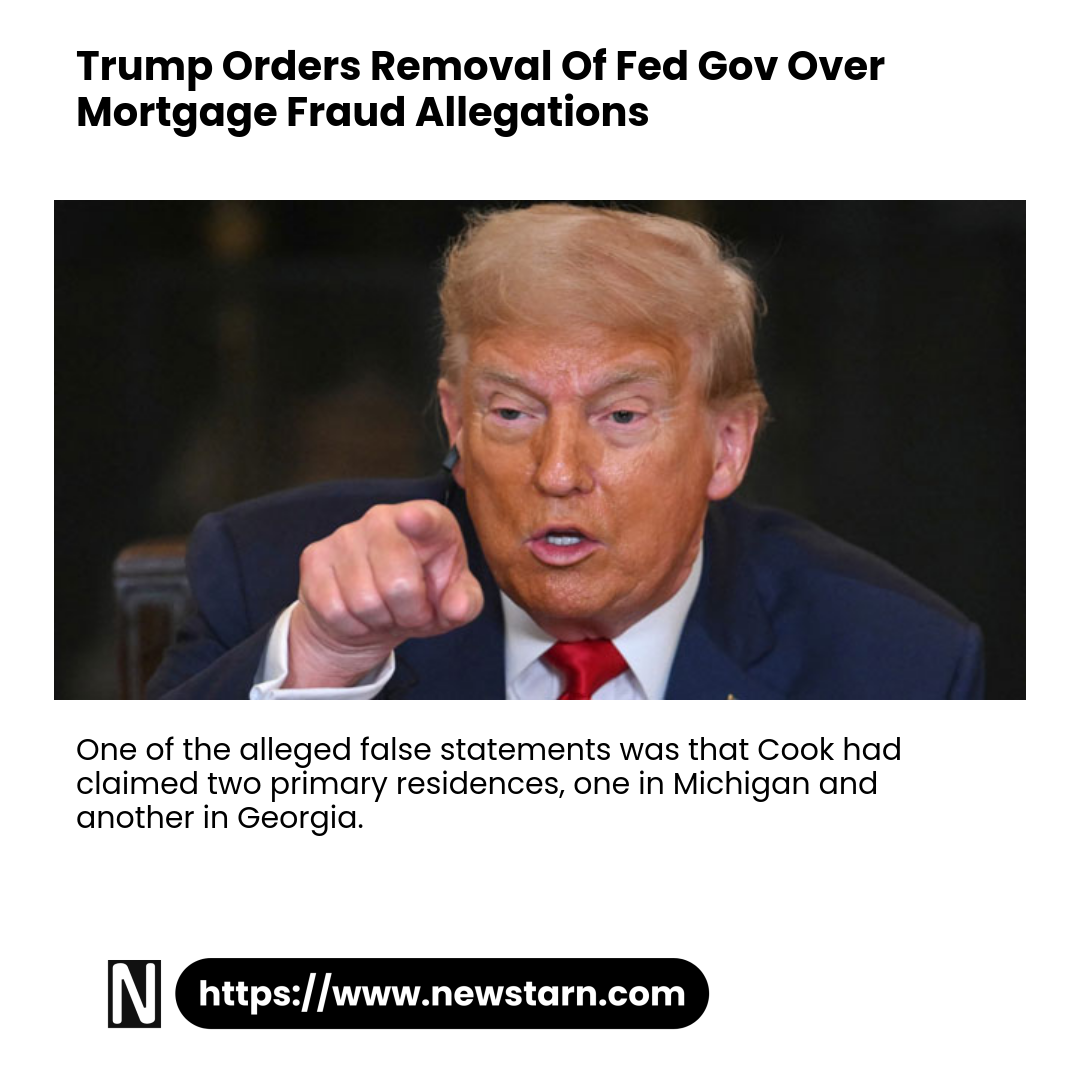 Trump Orders Removal Of Fed Gov Over
Mortgage Fraud Allegations
One of the alleged false statements was that Cook had
claimed two primary residences, one in Michigan and
another in Georgia.
N https://www.newstarn.com